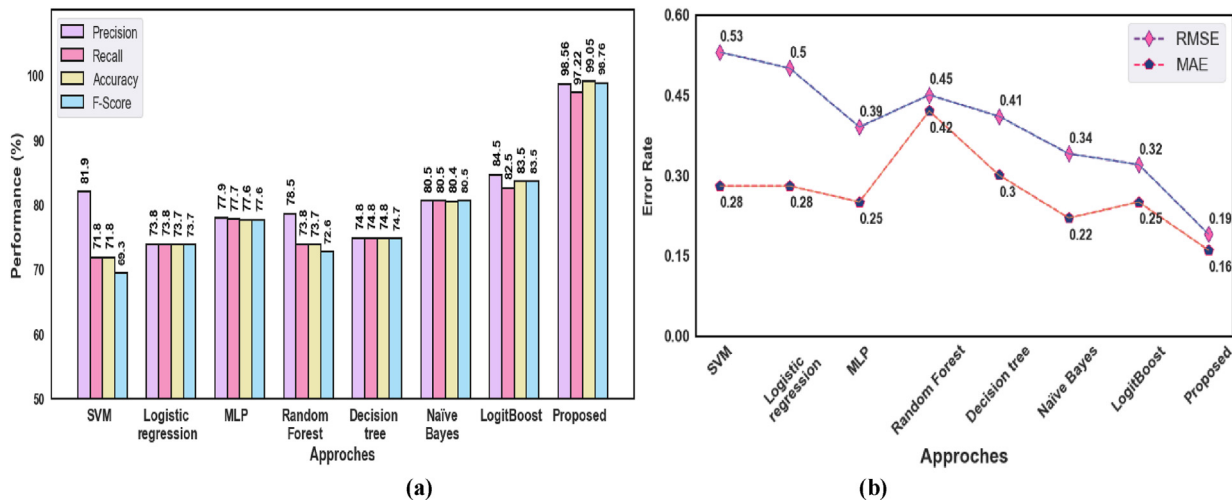 Precision
Recall
Accuracy
F-Score
Performance (%)
100
90
80
70
60
50
81.9
71.8
71.8
69.3
73.8
73.8
73.7
73.7
77.9
77.7
77.6
77.6
78.5
73.8
73.7
72.6
74.8
74.8
74.8
74.7
80.5
80.5
80.4
80.5
84.5
82.5
83.5
83.5
98.56
97.22
99.05
98.76
SVM
Logistic
regression
MLP
Random
Forest
Decision
tree
Naïve
Bayes
LogitBoost
Proposed
Approches
(a)
RMSE
MAE
Error Rate
0.60
0.45
0.30
0.15
0.00
0.53
0.5
0.39
0.45
0.41
0.34
0.32
0.19
0.28
0.28
0.25
0.42
0.3
0.22
0.25
0.16
SVM
Logistic
regression
MLP
Random Forest
Decision tree
Naïve Bayes
LogitBoost
Proposed
Approches
(b)